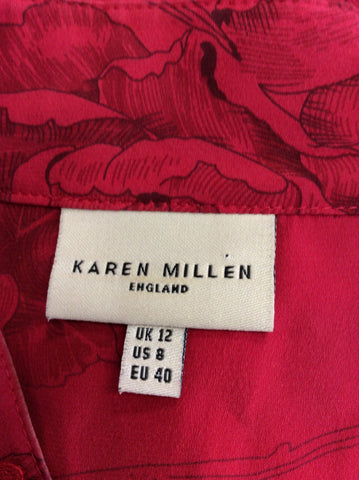 KAREN MILLEN
ENGLAND
UK 12
US 8
EU 40